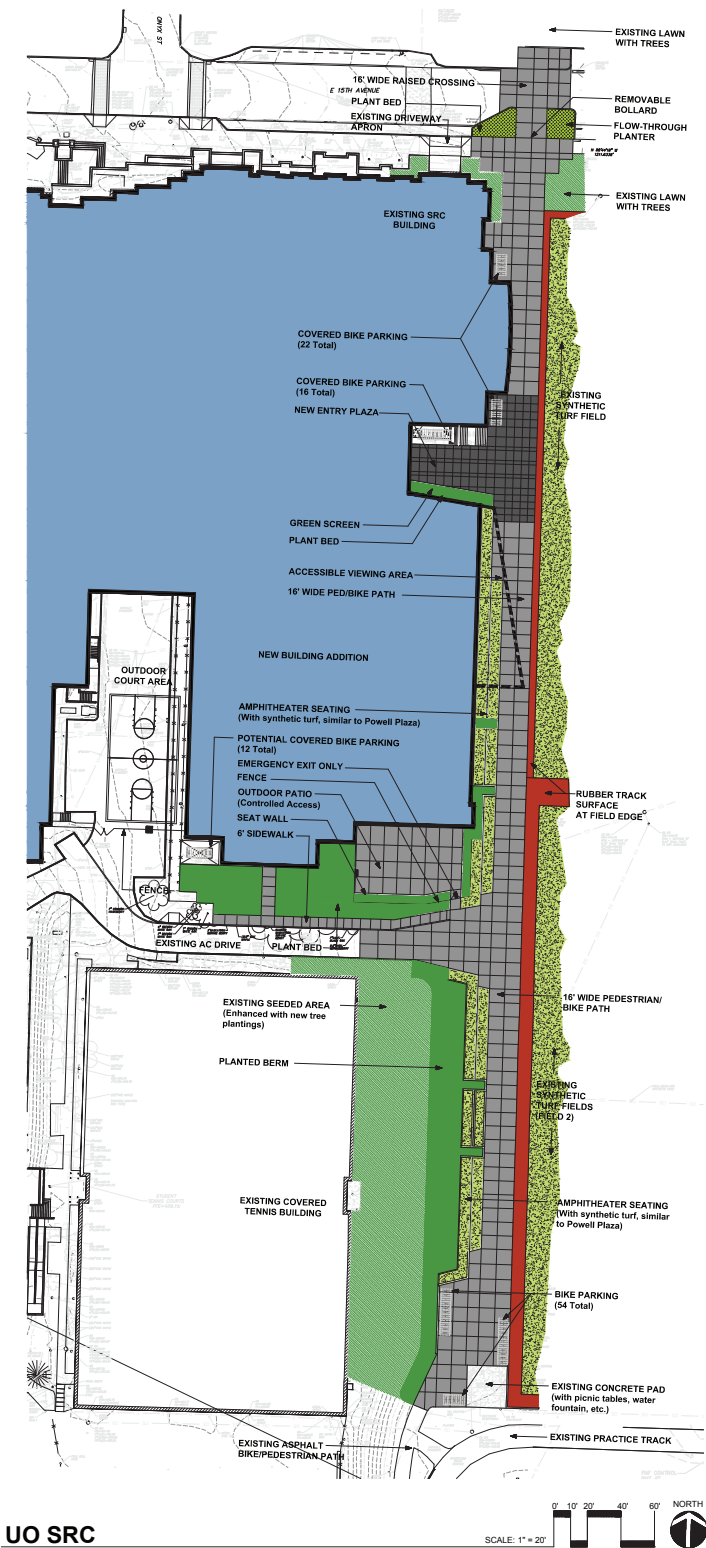 EXISTING LAWN
WITH TREES
ONYX ST
16' WIDE RAISED CROSSING
E 15TH AVENUE
PLANT BED
EXISTING DRIVEWAY
APRON
REMOVABLE
BOLLARD
FLOW-THROUGH
PLANTER
EXISTING LAWN
WITH TREES
EXISTING SRC
BUILDING
COVERED BIKE PARKING
(22 Total)
COVERED BIKE PARKING
(16 Total)
NEW ENTRY PLAZA
EXISTING
SYNTHETIC
TURF FIELD
GREEN SCREEN
PLANT BED
ACCESSIBLE VIEWING AREA
16' WIDE PED/BIKE PATH
NEW BUILDING ADDITION
OUTDOOR
COURT AREA
AMPHITHEATER SEATING
(With synthetic turf, similar to Powell Plaza)
POTENTIAL COVERED BIKE PARKING
(12 Total)
EMERGENCY EXIT ONLY
FENCE
OUTDOOR PATIO
(Controlled Access)
SEAT WALL
6' SIDEWALK
RUBBER TRACK
SURFACE
AT FIELD EDGE
FENCE
EXISTING AC DRIVE
PLANT BED
EXISTING SEEDED AREA
(Enhanced with new tree
plantings)
16' WIDE PEDESTRIAN/
BIKE PATH
PLANTED BERM
EXISTING
SYNTHETIC
TURF FIELDS
(FIELD 2)
EXISTING COVERED
TENNIS BUILDING
AMPHITHEATER SEATING
(With synthetic turf, similar
to Powell Plaza)
BIKE PARKING
(54 Total)
EXISTING CONCRETE PAD
(with picnic tables, water
fountain, etc.)
EXISTING PRACTICE TRACK
EXISTING ASPHALT
BIKE/PEDESTRIAN PATH
UO SRC
SCALE: 1" = 20'
0' 10' 20' 40' 60'
NORTH